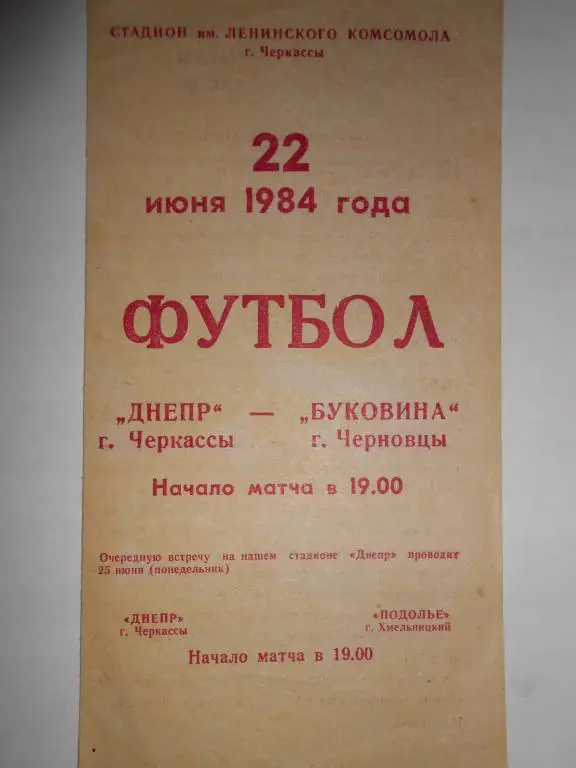 СТАДИОН им. ЛЕНИНСКОГО КОМСОМОЛА
г. Черкассы
22
июня 1984 года
ФУТБОЛ
„ДНЕПР“ — „БУКОВИНА“
г. Черкассы г. Черновцы
Начало матча в 19.00
Очередную встречу на нашем стадионе «Днепр» проводит
25 июня (понедельник)
«ДНЕПР» «ПОДОЛЬЕ»
г. Черкассы г. Хмельницкий
Начало матча в 19.00